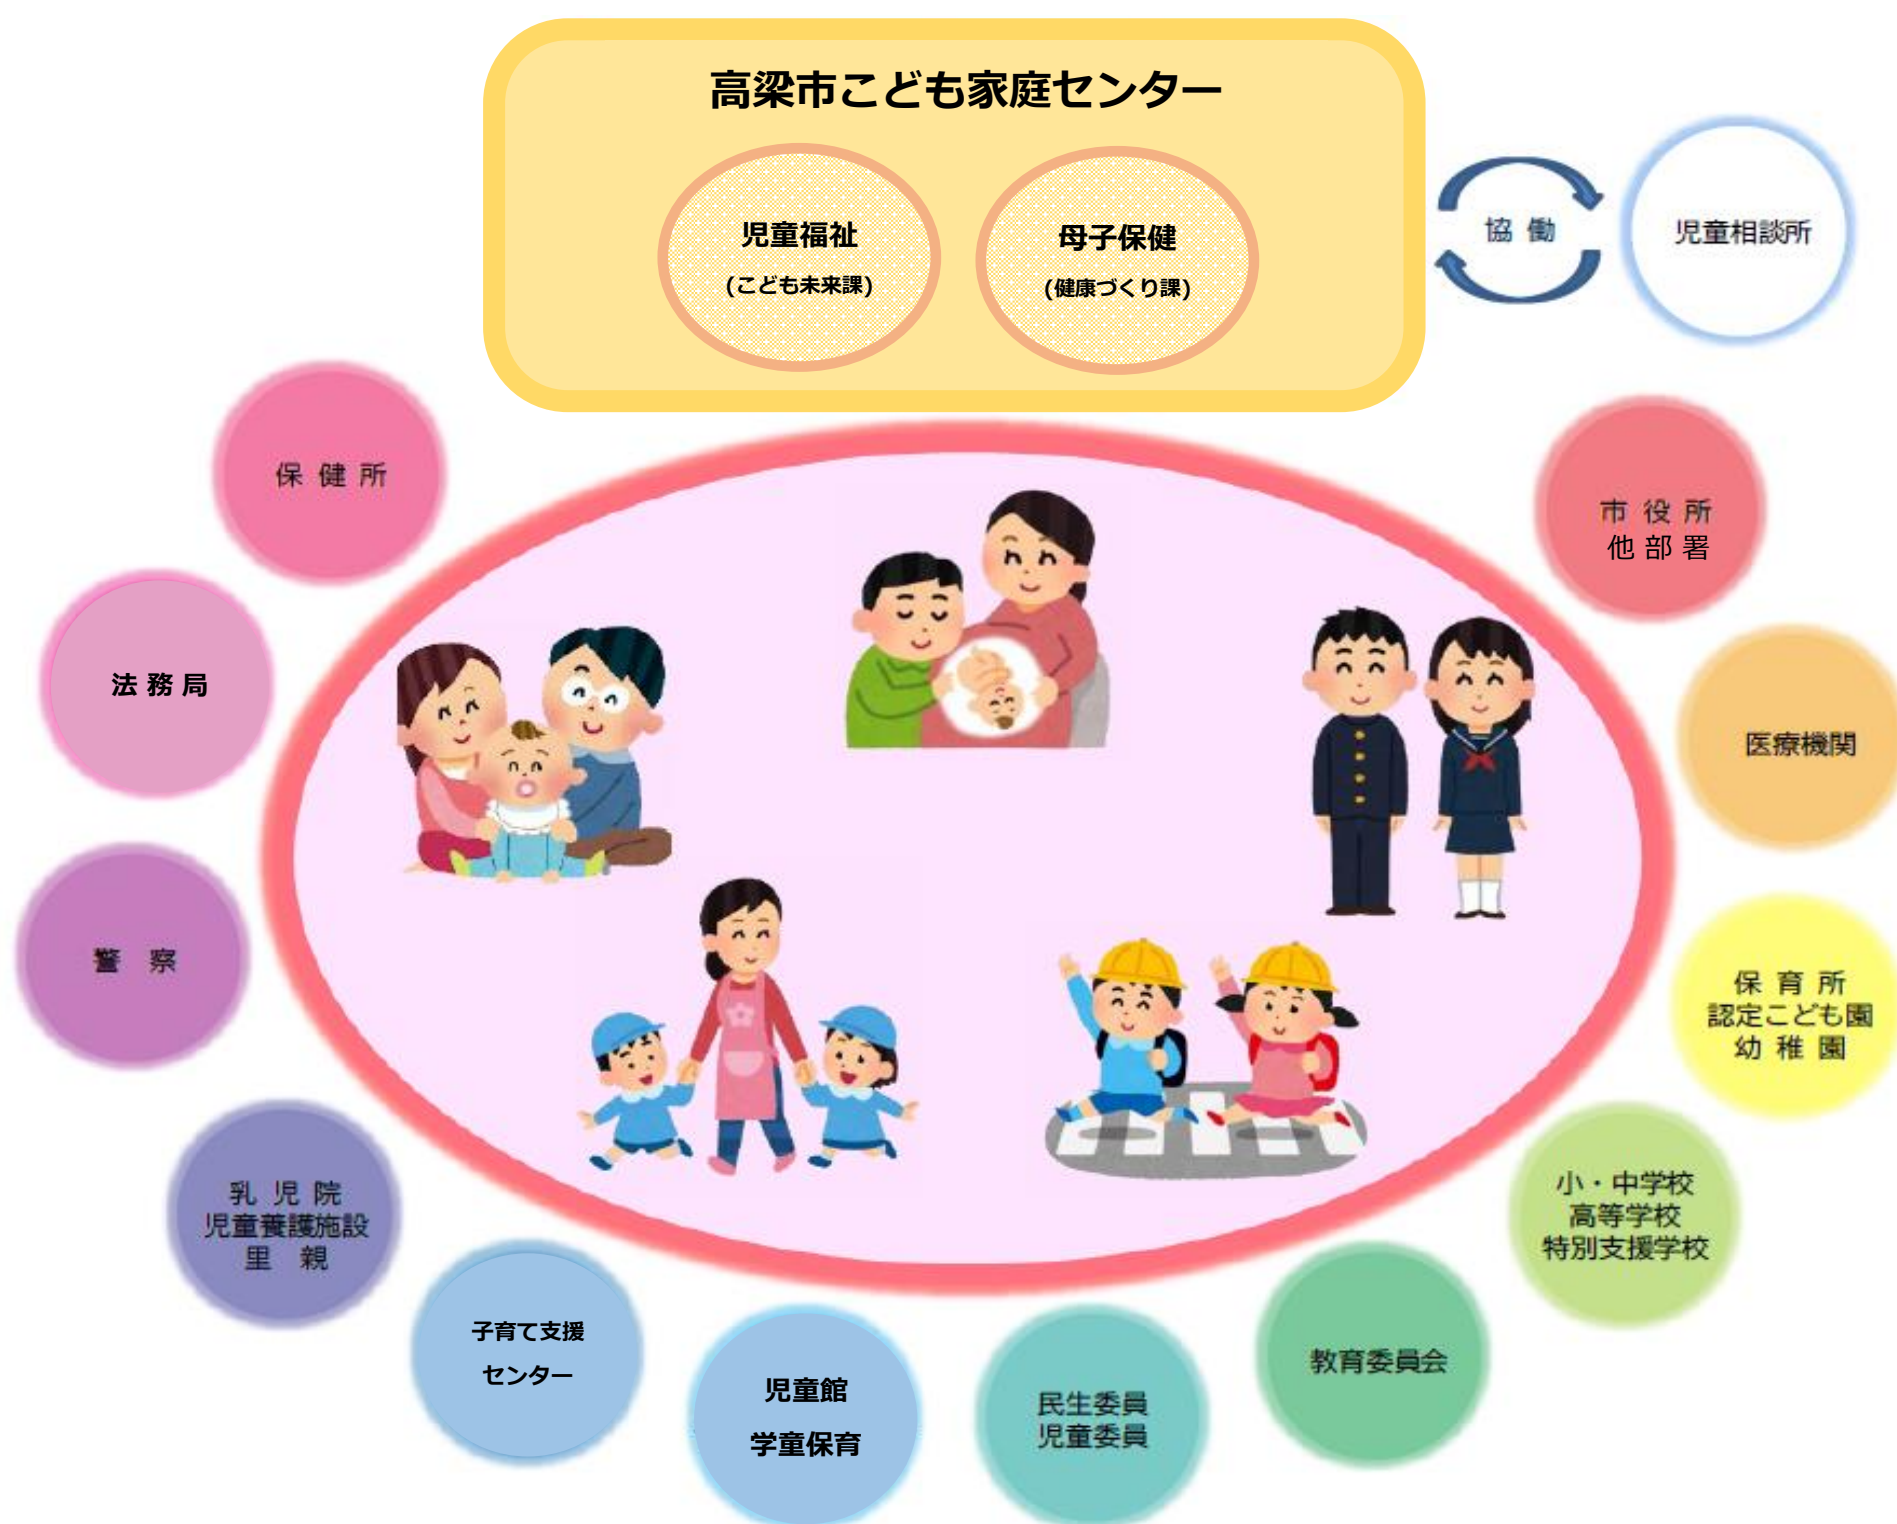 高梁市こども家庭センター
児童福祉
(こども未来課)
母子保健
(健康づくり課)
協働
児童相談所
保健所
市役所
他部署
法務局
医療機関
警察
保育所
認定こども園
幼稚園
乳児院
児童養護施設
里親
小・中学校
高等学校
特別支援学校
子育て支援
センター
児童館
学童保育
民生委員
児童委員
教育委員会